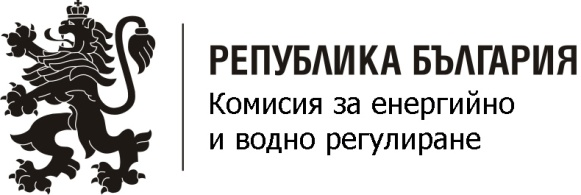 РЕПУБЛИКА БЪЛГАРИЯ
Комисия за енергийно
и водно регулиране